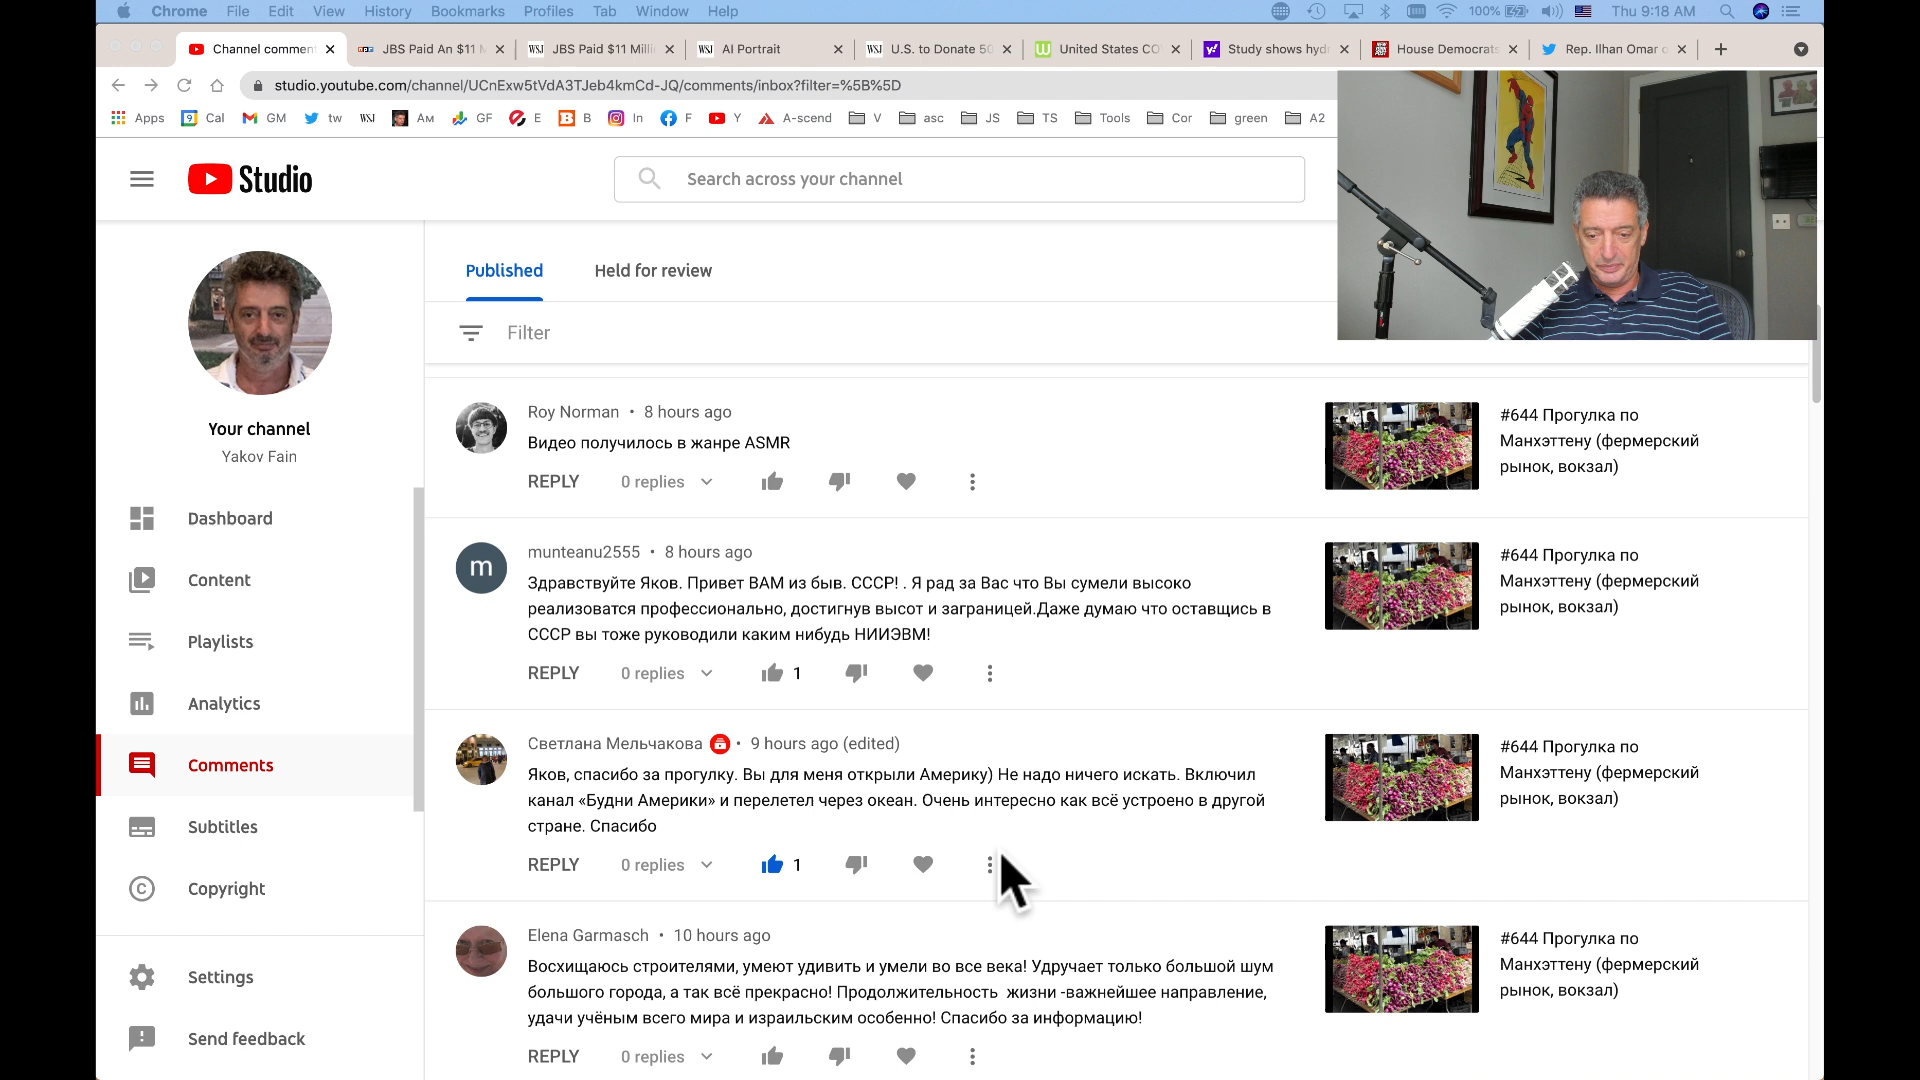 Chrome File Edit View History Bookmarks Profiles Tab Window Help 100% Thu 9:18 AM
Channel commen JBS Paid An $11 M JBS Paid $11 Milli AI Portrait U.S. to Donate 50 United States CO Study shows hydr House Democrats Rep. Ilhan Omar c
studio.youtube.com/channel/UCnExw5tVdA3TJeb4kmCd-JQ/comments/inbox?filter=%5B%5D
Apps Cal GM tw WSJ Ам GF E B In F Y A-scend V asc JS TS Tools Cor green A2
Studio
Search across your channel
Your channel
Yakov Fain
Dashboard
Content
Playlists
Analytics
Comments
Subtitles
Copyright
Settings
Send feedback
Published Held for review
Filter
Roy Norman • 8 hours ago
Видео получилось в жанре ASMR
REPLY 0 replies
#644 Прогулка по
Манхэттену (фермерский
рынок, вокзал)
m
munteanu2555 • 8 hours ago
Здравствуйте Яков. Привет ВАМ из быв. СССР! . Я рад за Вас что Вы сумели высоко
реализоватся профессионально, достигнув высот и заграницей.Даже думаю что оставщись в
СССР вы тоже руководили каким нибудь НИИЭВМ!
REPLY 0 replies 1
#644 Прогулка по
Манхэттену (фермерский
рынок, вокзал)
Светлана Мельчакова • 9 hours ago (edited)
Яков, спасибо за прогулку. Вы для меня открыли Америку) Не надо ничего искать. Включил
канал «Будни Америки» и перелетел через океан. Очень интересно как всё устроено в другой
стране. Спасибо
REPLY 0 replies 1
#644 Прогулка по
Манхэттену (фермерский
рынок, вокзал)
Elena Garmasch • 10 hours ago
Восхищаюсь строителями, умеют удивить и умели во все века! Удручает только большой шум
большого города, а так всё прекрасно! Продолжительность жизни -важнейшее направление,
удачи учёным всего мира и израильским особенно! Спасибо за информацию!
REPLY 0 replies
#644 Прогулка по
Манхэттену (фермерский
рынок, вокзал)